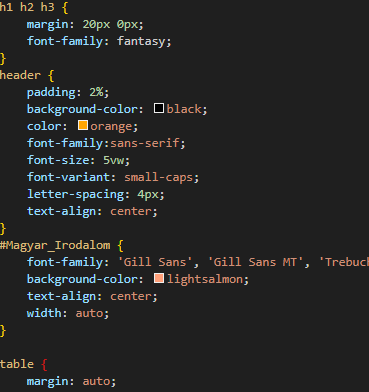 h1 h2 h3 {
margin: 20px 0px;
font-family: fantasy;
}
header {
padding: 2%;
background-color: black;
color: orange;
font-family:sans-serif;
font-size: 5vw;
font-variant: small-caps;
letter-spacing: 4px;
text-align: center;
}
#Magyar_Irodalom {
font-family: 'Gill Sans', 'Gill Sans MT', 'Trebuc
background-color: lightsalmon;
text-align: center;
width: auto;
}
table {
margin: auto;